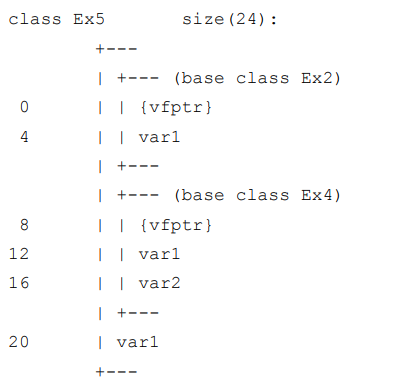 class Ex5        size(24):
         +---
         | +--- (base class Ex2)
 0       | | {vfptr}
 4       | | var1
         | +---
         | +--- (base class Ex4)
 8       | | {vfptr}
12       | | var1
16       | | var2
         | +---
20       | var1
         +---